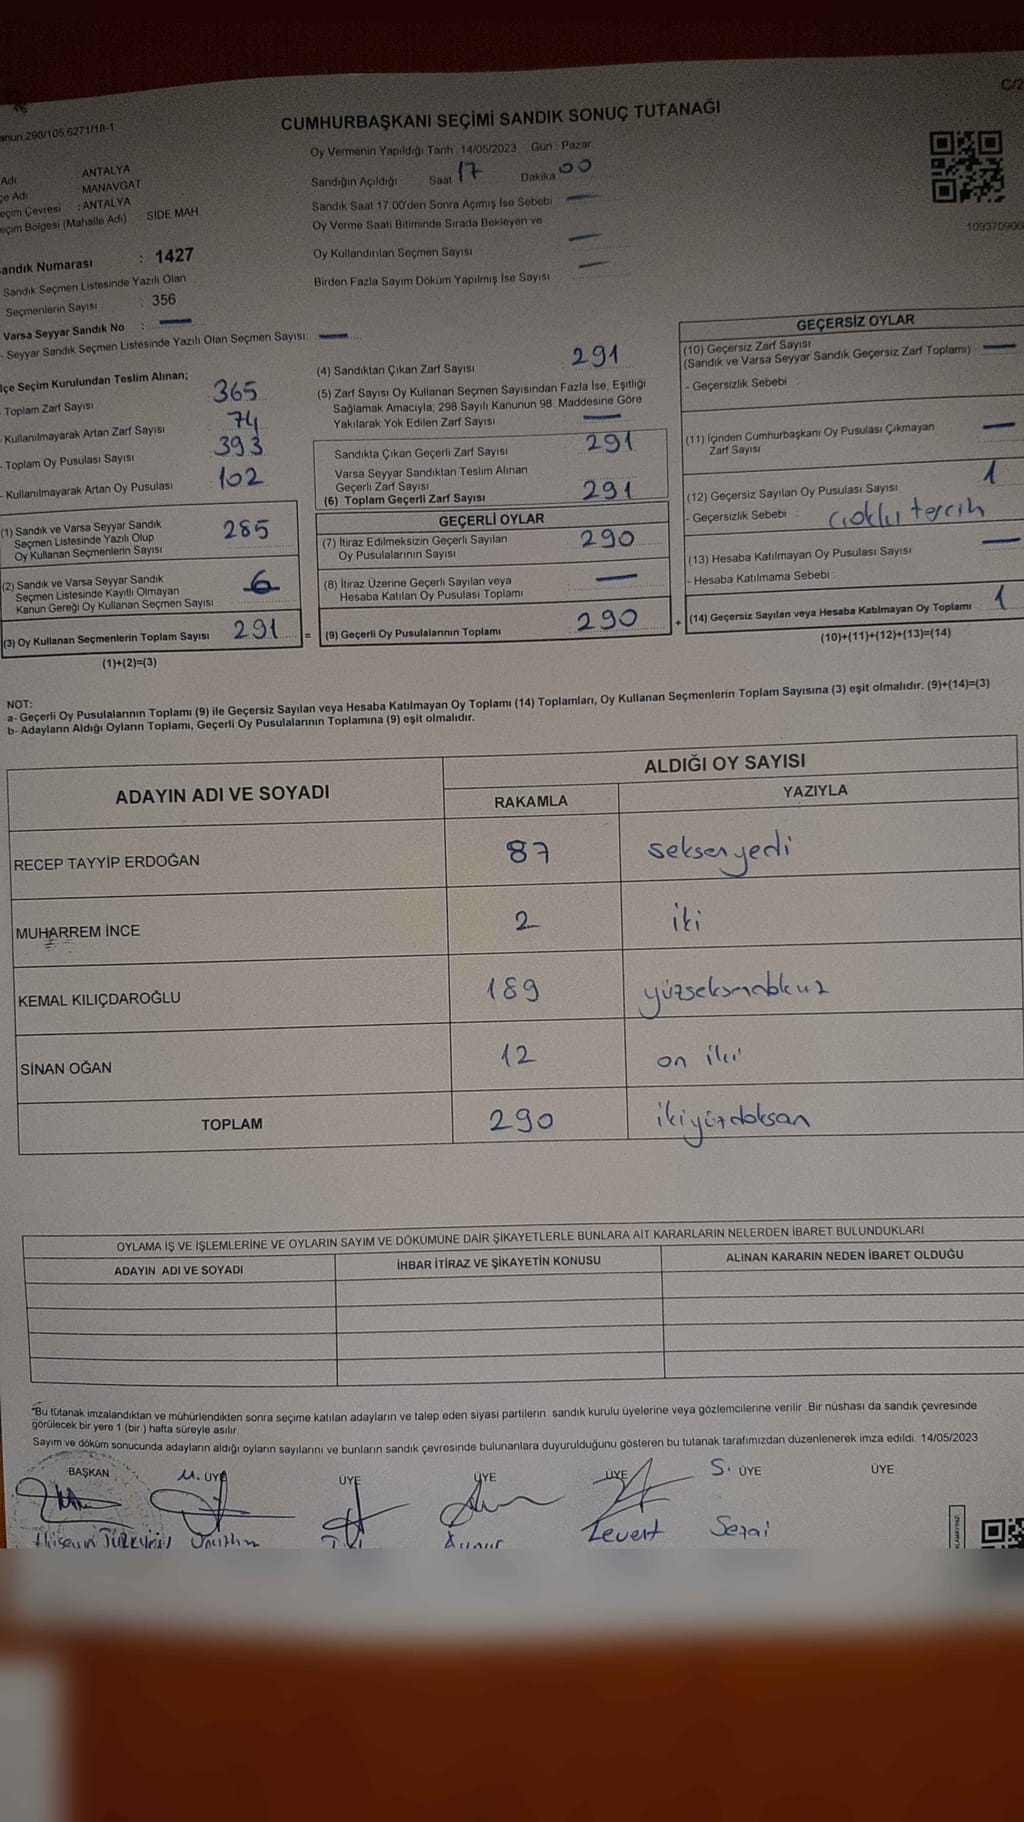 C/2
CUMHURBAŞKANI SEÇİMİ SANDIK SONUÇ TUTANAĞI
anun.298/105,6271/18-1
Oy Vermenin Yapıldığı Tarih : 14/05/2023 Gün : Pazar
Adı : ANTALYA
Sandığın Açıldığı Saat 17 Dakika 00
çe Adı : MANAVGAT
Sandık Saat 17:00'den Sonra Açımış İse Sebebi —
eçim Çevresi : ANTALYA
Oy Verme Saati Bitiminde Sırada Bekleyen ve
eçim Bölgesi (Mahalle Adı) SİDE MAH
Oy Kullandırılan Seçmen Sayısı —
109370906
andık Numarası : 1427
Birden Fazla Sayım Döküm Yapılmış İse Sayısı —
Sandık Seçmen Listesinde Yazılı Olan
Seçmenlerin Sayısı : 356
Varsa Seyyar Sandık No : —
- Seyyar Sandık Seçmen Listesinde Yazılı Olan Seçmen Sayısı: —
lçe Seçim Kurulundan Teslim Alınan;
- Toplam Zarf Sayısı 365
- Kullanılmayarak Artan Zarf Sayısı 74
- Toplam Oy Pusulası Sayısı 393
- Kullanılmayarak Artan Oy Pusulası 102
(1) Sandık ve Varsa Seyyar Sandık
Seçmen Listesinde Yazılı Olup
Oy Kullanan Seçmenlerin Sayısı 285
(2) Sandık ve Varsa Seyyar Sandık
Seçmen Listesinde Kayıtlı Olmayan
Kanun Gereği Oy Kullanan Seçmen Sayısı 6
(3) Oy Kullanan Seçmenlerin Toplam Sayısı 291 =
(1)+(2)=(3)
(4) Sandıktan Çıkan Zarf Sayısı 291
(5) Zarf Sayısı Oy Kullanan Seçmen Sayısından Fazla İse, Eşitliği
Sağlamak Amacıyla, 298 Sayılı Kanunun 98. Maddesine Göre
Yakılarak Yok Edilen Zarf Sayısı —
Sandıkta Çıkan Geçerli Zarf Sayısı 291
Varsa Seyyar Sandıktan Teslim Alınan
Geçerli Zarf Sayısı
(6) Toplam Geçerli Zarf Sayısı 291
GEÇERLİ OYLAR
(7) İtiraz Edilmeksizin Geçerli Sayılan
Oy Pusulalarının Sayısı 290
(8) İtiraz Üzerine Geçerli Sayılan veya
Hesaba Katılan Oy Pusulası Toplamı —
(9) Geçerli Oy Pusulalarının Toplamı 290 +
GEÇERSİZ OYLAR
(10) Geçersiz Zarf Sayısı
(Sandık ve Varsa Seyyar Sandık Geçersiz Zarf Toplamı) —
- Geçersizlik Sebebi :
(11) İçinden Cumhurbaşkanı Oy Pusulası Çıkmayan
Zarf Sayısı —
(12) Geçersiz Sayılan Oy Pusulası Sayısı 1
- Geçersizlik Sebebi : çoklu tercih
(13) Hesaba Katılmayan Oy Pusulası Sayısı —
- Hesaba Katılmama Sebebi :
(14) Geçersiz Sayılan veya Hesaba Katılmayan Oy Toplamı 1
(10)+(11)+(12)+(13)=(14)
NOT:
a- Geçerli Oy Pusulalarının Toplamı (9) ile Geçersiz Sayılan veya Hesaba Katılmayan Oy Toplamı (14) Toplamları, Oy Kullanan Seçmenlerin Toplam Sayısına (3) eşit olmalıdır. (9)+(14)=(3)
b- Adayların Aldığı Oyların Toplamı, Geçerli Oy Pusulalarının Toplamına (9) eşit olmalıdır.
ADAYIN ADI VE SOYADI ALDIĞI OY SAYISI
RAKAMLA YAZIYLA
RECEP TAYYİP ERDOĞAN 87 seksenyedi
MUHARREM İNCE 2 iki
KEMAL KILIÇDAROĞLU 189 yüzseksendokuz
SİNAN OĞAN 12 on iki
TOPLAM 290 ikiyüzdoksan
OYLAMA İŞ VE İŞLEMLERİNE VE OYLARIN SAYIM VE DÖKÜMÜNE DAİR ŞİKAYETLERLE BUNLARA AİT KARARLARIN NELERDEN İBARET BULUNDUKLARI
ADAYIN ADI VE SOYADI İHBAR İTİRAZ VE ŞİKAYETİN KONUSU ALINAN KARARIN NEDEN İBARET OLDUĞU
*Bu tutanak imzalandıktan ve mühürlendikten sonra seçime katılan adayların ve talep eden siyasi partilerin sandık kurulu üyelerine veya gözlemcilerine verilir. Bir nüshası da sandık çevresinde
görülecek bir yere 1 (bir ) hafta süreyle asılır.
Sayım ve döküm sonucunda adayların aldığı oyların sayılarını ve bunların sandık çevresinde bulunanlara duyurulduğunu gösteren bu tutanak tarafımızdan düzenlenerek imza edildi. 14/05/2023
BAŞKAN M. ÜYE ÜYE ÜYE ÜYE S. ÜYE ÜYE
Hüseyin Levent Sezai